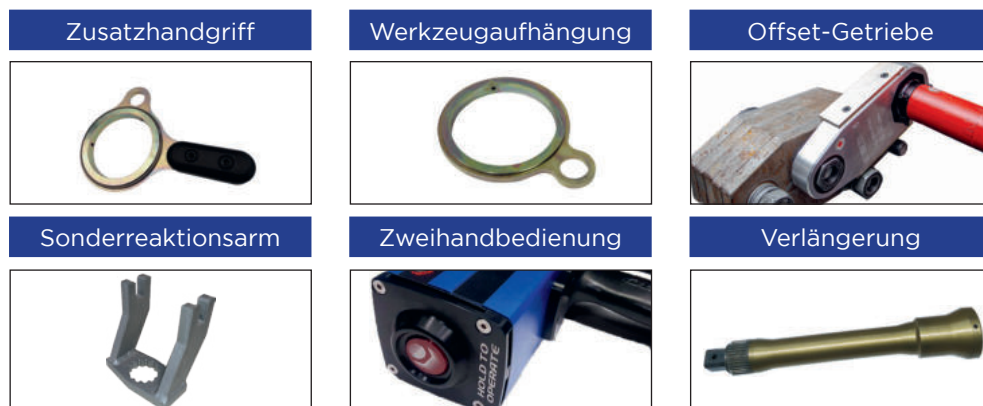 Zusatzhandgriff
Werkzeugaufhängung
Offset-Getriebe
Sonderreaktionsarm
Zweihandbedienung
Verlängerung
HOLD TO
OPERATE